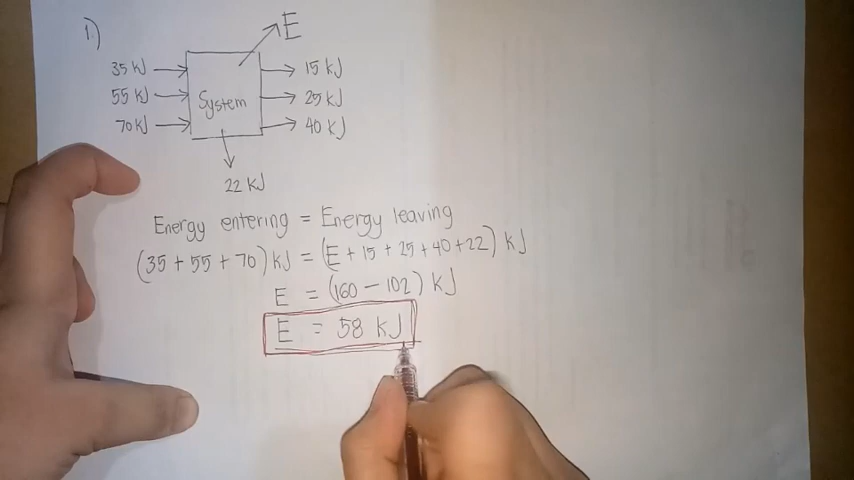 1.)
E
35 kJ
15 kJ
55 kJ
System
25 kJ
70 kJ
40 kJ
22 kJ
Energy entering = Energy leaving
(35 + 55 + 70) kJ = (E + 15 + 25 + 40 + 22) kJ
E = (160 - 102) kJ
E = 58 kJ